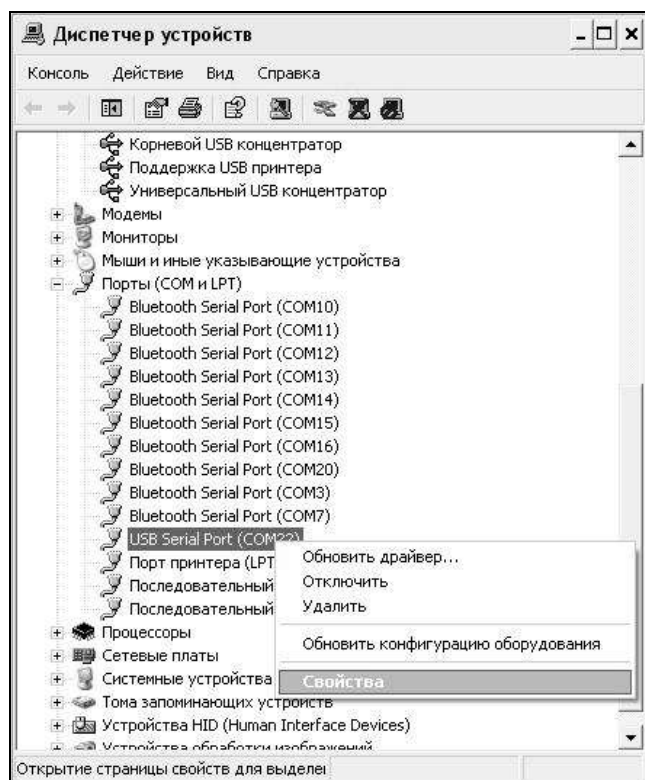 Диспетчер устройств
Консоль Действие Вид Справка
Корневой USB концентратор
Поддержка USB принтера
Универсальный USB концентратор
Модемы
Мониторы
Мыши и иные указывающие устройства
Порты (COM и LPT)
Bluetooth Serial Port (COM10)
Bluetooth Serial Port (COM11)
Bluetooth Serial Port (COM12)
Bluetooth Serial Port (COM13)
Bluetooth Serial Port (COM14)
Bluetooth Serial Port (COM15)
Bluetooth Serial Port (COM16)
Bluetooth Serial Port (COM20)
Bluetooth Serial Port (COM3)
Bluetooth Serial Port (COM7)
USB Serial Port
Порт принтера (LPT
Последовательный
Последовательный
Обновить драйвер...
Отключить
Удалить
Обновить конфигурацию оборудования
Свойства
Процессоры
Сетевые платы
Системные устройства
Тома запоминающих устройств
Устройства HID (Human Interface Devices)
Устройства обработки изображений
Открытие страницы свойств для выделе